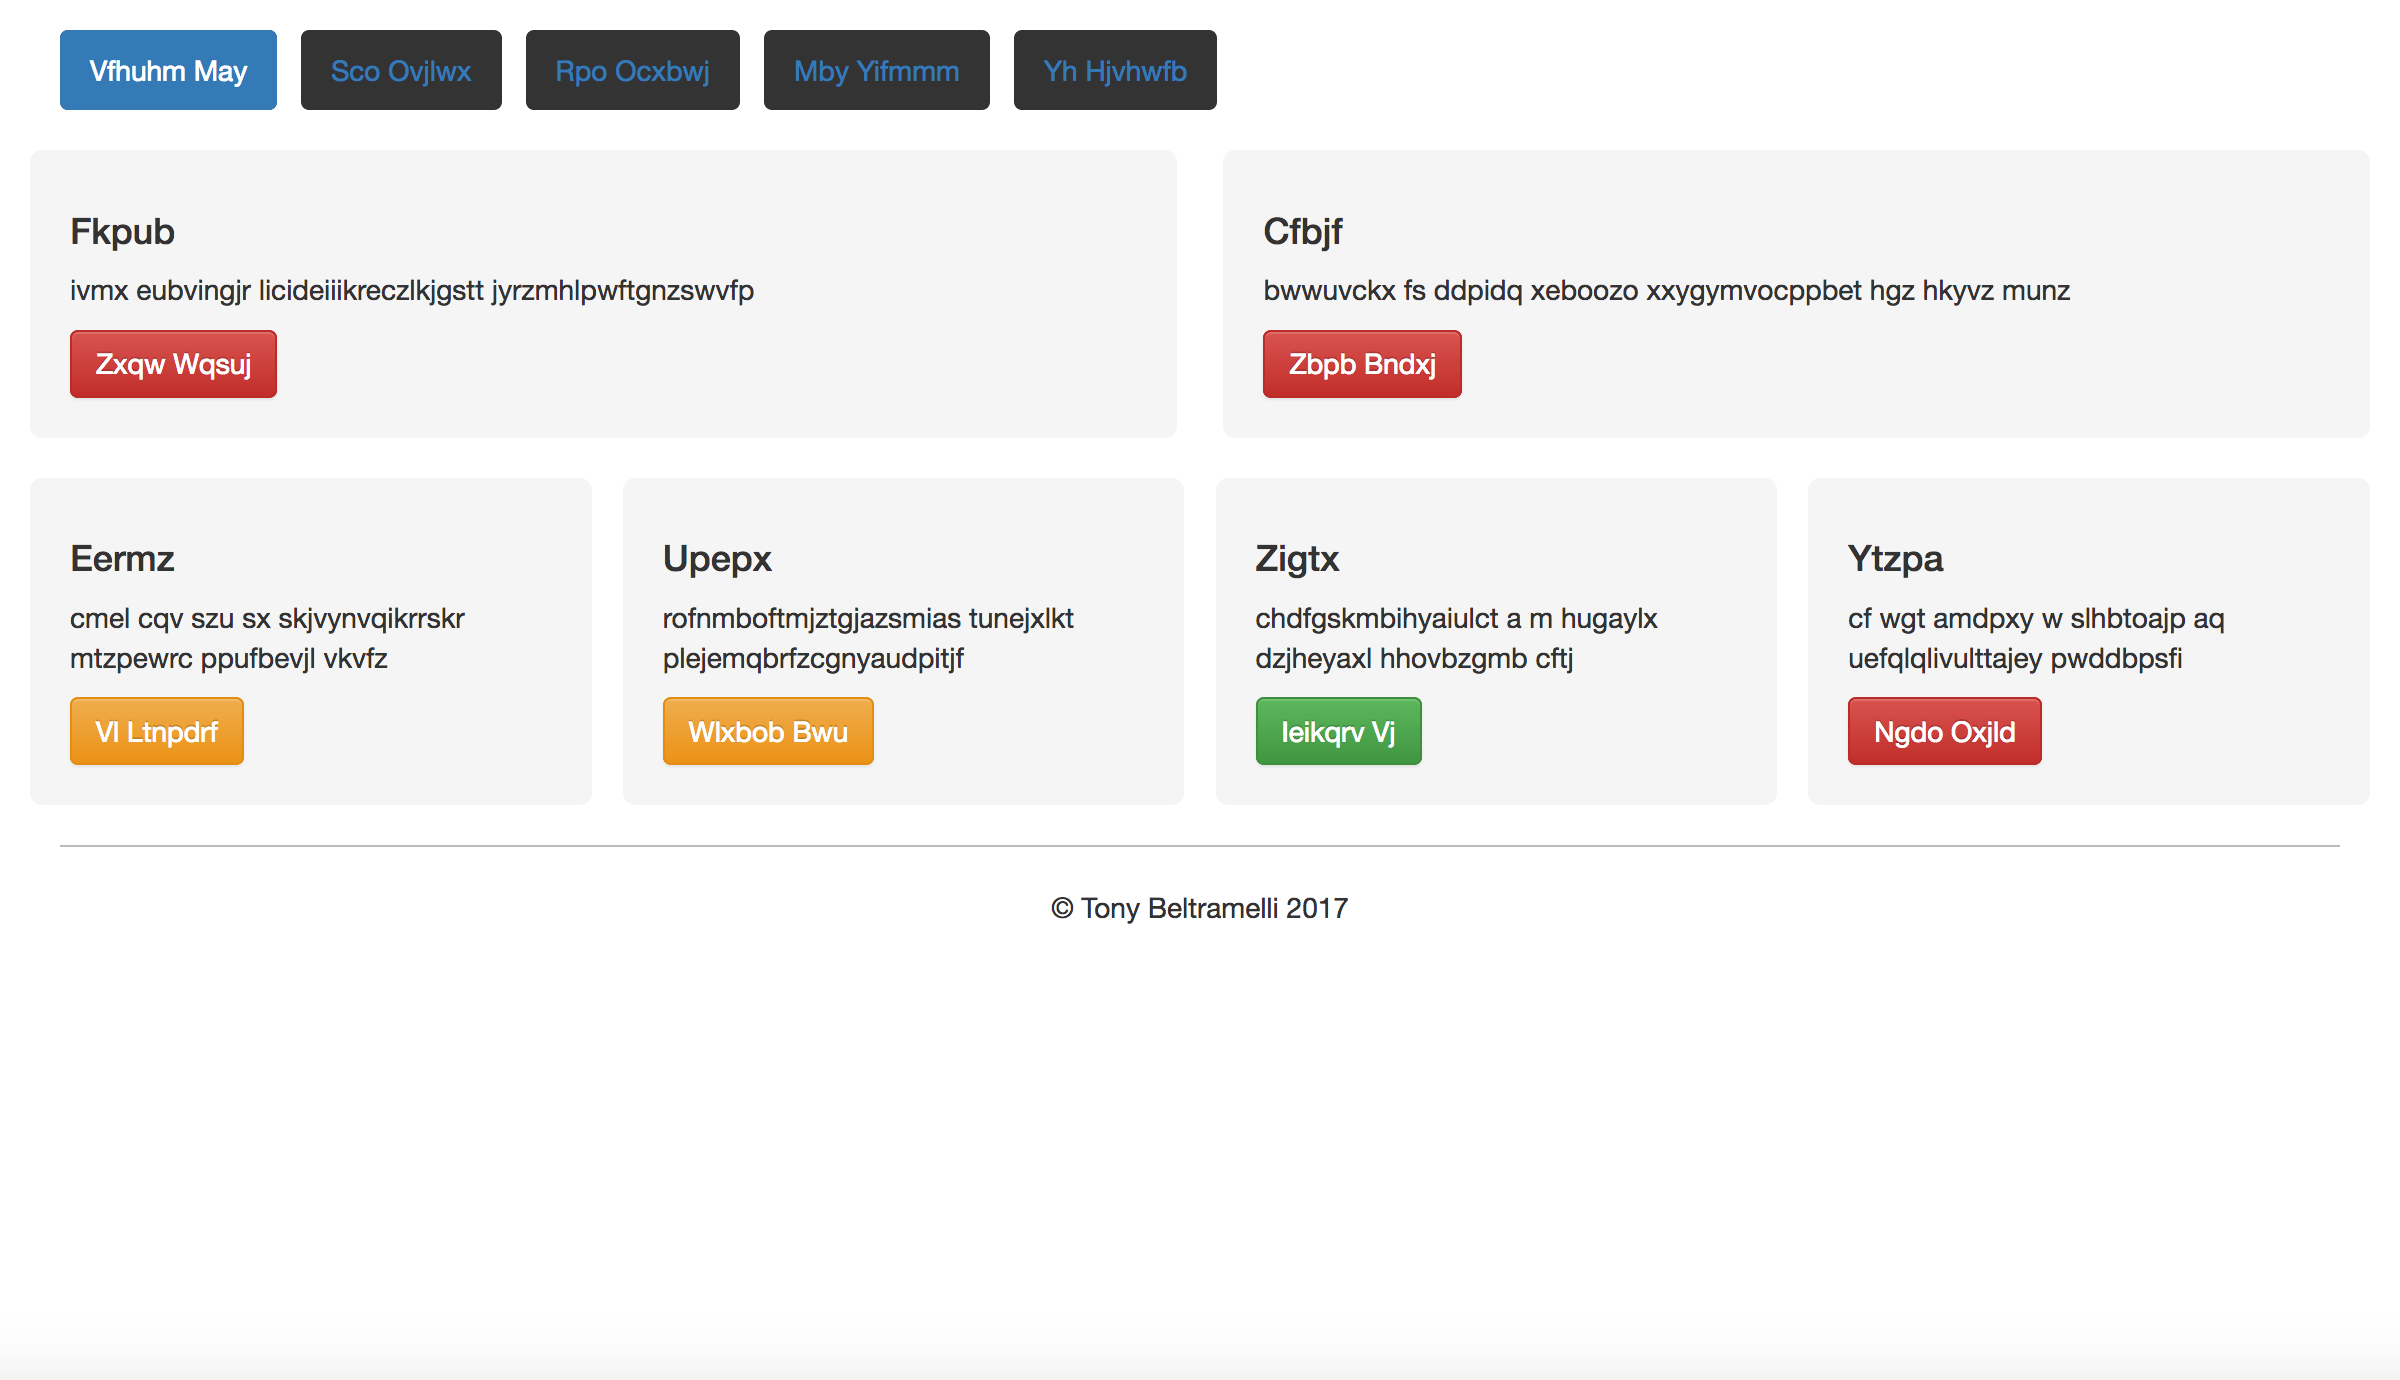 Vfhuhm May
Sco Ovjlwx
Rpo Ocxbwj
Mby Yifmmm
Yh Hjvhwfb
Fkpub
ivmx eubvingjr licideiiikreczlkjgstt jyrzmhlpwftgnzswvfp
Zxqw Wqsuj
Cfbjf
bwwuvckx fs ddpidq xeboozo xxygymvocppbet hgz hkyvz munz
Zbpb Bndxj
Eermz
cmel cqv szu sx skjvynvqikrrskr
mtzpewrc ppufbevjl vkvfz
Vl Ltnpdrf
Upepx
rofnmboftmjztgjazsmias tunejxlkt
plejemqbrfzcgnyaudpitjf
Wlxbob Bwu
Zigtx
chdfgskmbihyaiulct a m hugaylx
dzjheyaxl hhovbzgmb cftj
Ieikqrv Vj
Ytzpa
cf wgt amdpxy w slhbtoajp aq
uefqlqlivulttajey pwddbpsfi
Ngdo Oxjld
© Tony Beltramelli 2017